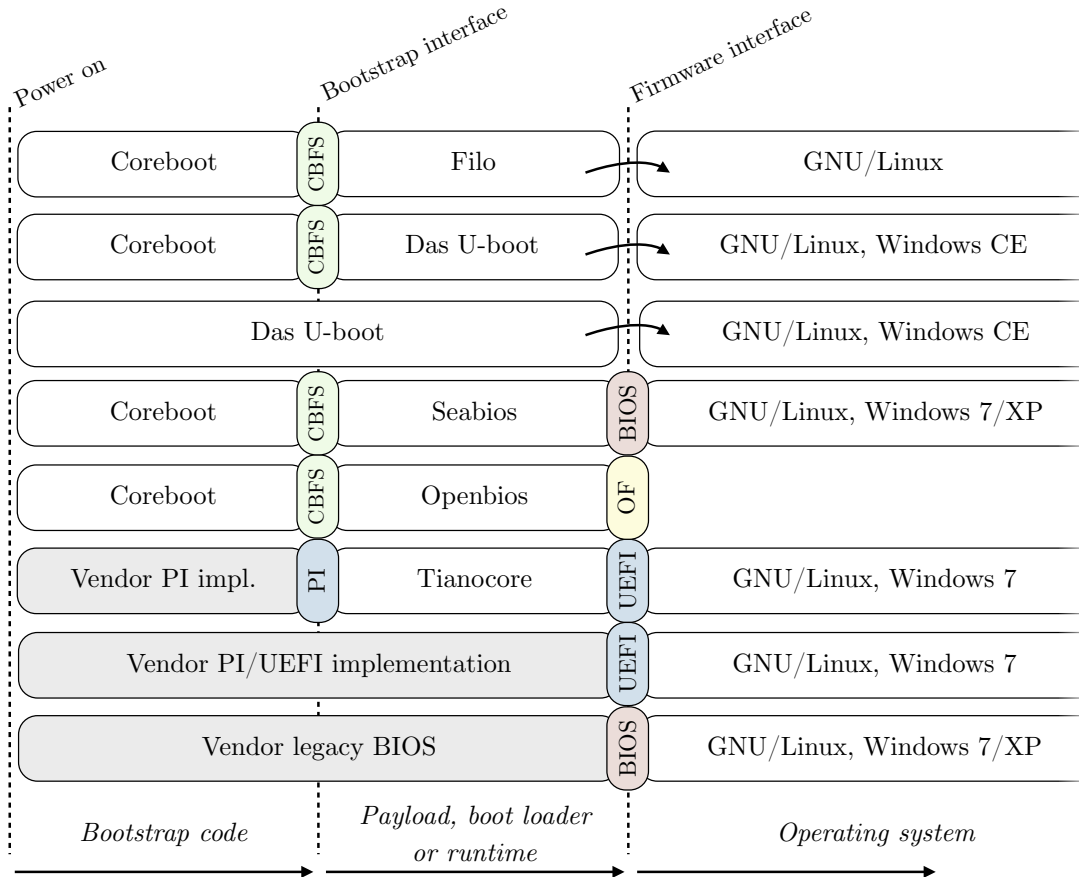 Power on
Bootstrap interface
Firmware interface
Coreboot
CBFS
Filo
GNU/Linux
Coreboot
CBFS
Das U-boot
GNU/Linux, Windows CE
Das U-boot
GNU/Linux, Windows CE
Coreboot
CBFS
Seabios
BIOS
GNU/Linux, Windows 7/XP
Coreboot
CBFS
Openbios
OF
Vendor PI impl.
PI
Tianocore
UEFI
GNU/Linux, Windows 7
Vendor PI/UEFI implementation
UEFI
GNU/Linux, Windows 7
Vendor legacy BIOS
BIOS
GNU/Linux, Windows 7/XP
Bootstrap code
Payload, boot loader
or runtime
Operating system